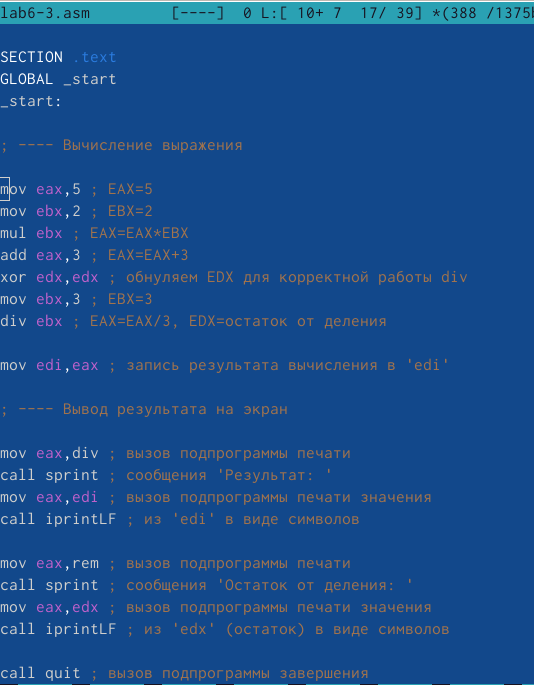 lab6-3.asm [----] 0 L:[ 10+ 7 17/ 39] *(388 /1375b
SECTION .text
GLOBAL _start
_start:
; ---- Вычисление выражения
mov eax,5 ; EAX=5
mov ebx,2 ; EBX=2
mul ebx ; EAX=EAX*EBX
add eax,3 ; EAX=EAX+3
xor edx,edx ; обнуляем EDX для корректной работы div
mov ebx,3 ; EBX=3
div ebx ; EAX=EAX/3, EDX=остаток от деления
mov edi,eax ; запись результата вычисления в 'edi'
; ---- Вывод результата на экран
mov eax,div ; вызов подпрограммы печати
call sprint ; сообщения 'Результат: '
mov eax,edi ; вызов подпрограммы печати значения
call iprintLF ; из 'edi' в виде символов
mov eax,rem ; вызов подпрограммы печати
call sprint ; сообщения 'Остаток от деления: '
mov eax,edx ; вызов подпрограммы печати значения
call iprintLF ; из 'edx' (остаток) в виде символов
call quit ; вызов подпрограммы завершения